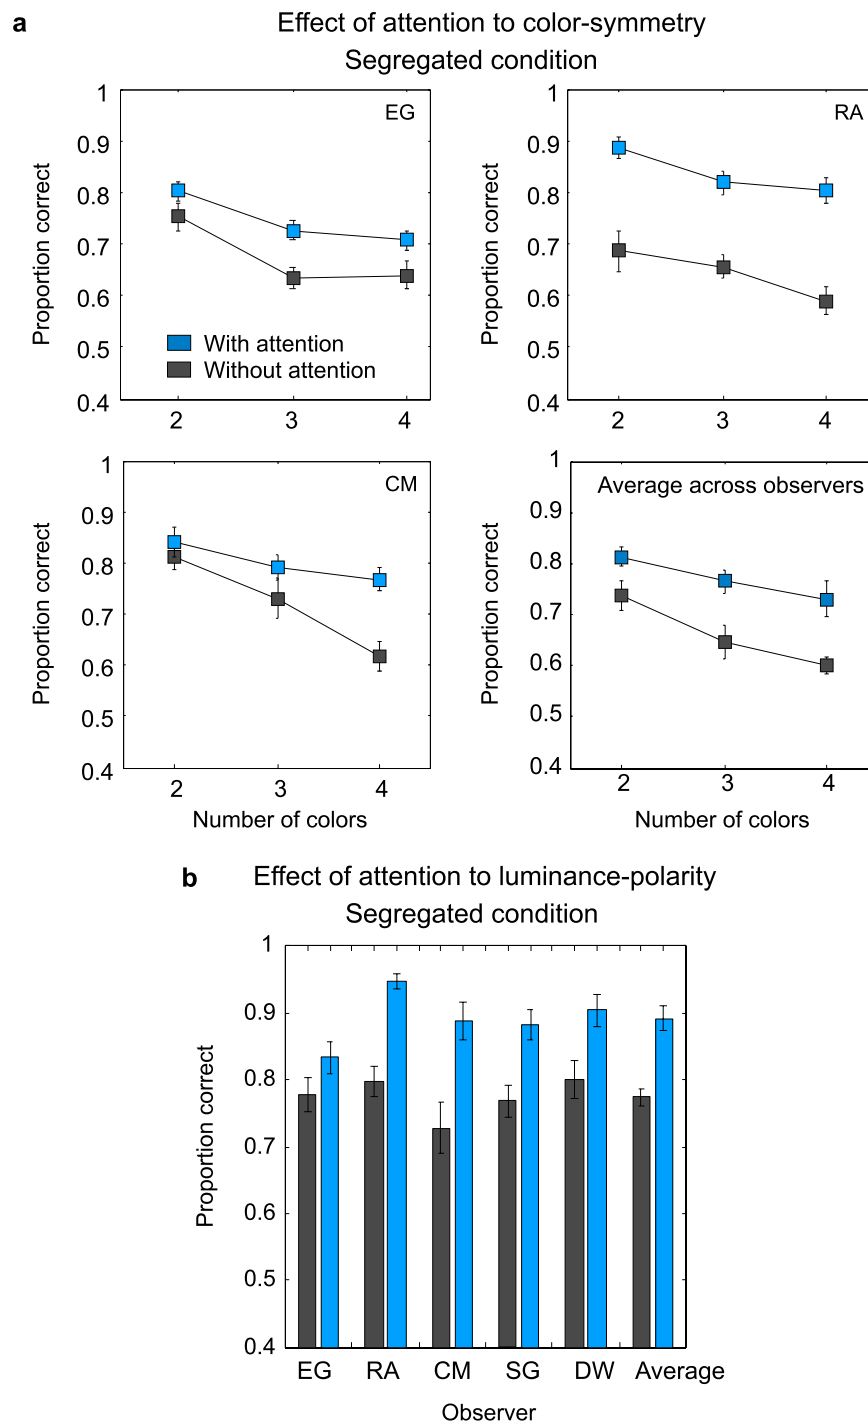 a
Effect of attention to color-symmetry
Segregated condition
EG
1
0.9
0.8
0.7
0.6
0.5
0.4
Proportion correct
With attention
Without attention
2 3 4
RA
1
0.9
0.8
0.7
0.6
0.5
0.4
Proportion correct
2 3 4
CM
1
0.9
0.8
0.7
0.6
0.5
0.4
Proportion correct
2 3 4
Number of colors
Average across observers
1
0.9
0.8
0.7
0.6
0.5
0.4
Proportion correct
2 3 4
Number of colors
b
Effect of attention to luminance-polarity
Segregated condition
1
0.9
0.8
0.7
0.6
0.5
0.4
Proportion correct
EG RA CM SG DW Average
Observer